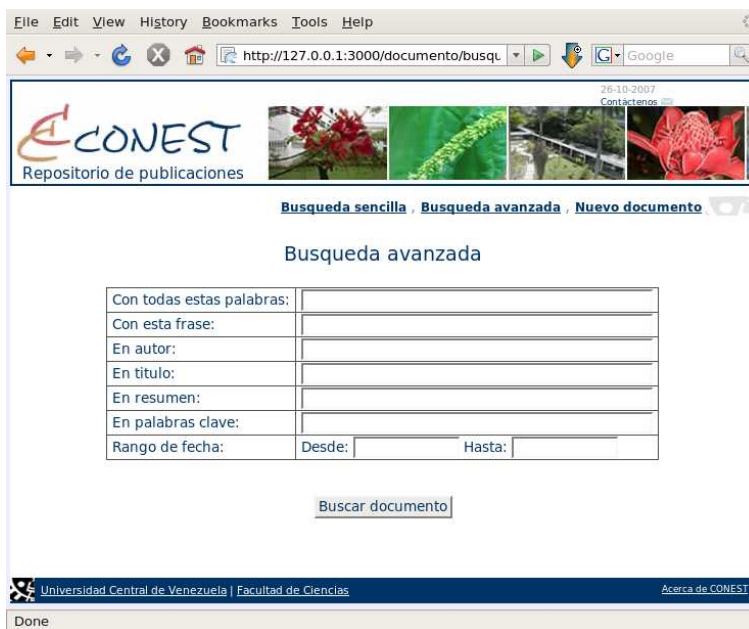 File Edit View History Bookmarks Tools Help
http://127.0.0.1:3000/documento/busqu G Google
26-10-2007
Contáctenos
CONEST
Repositorio de publicaciones
Busqueda sencilla , Busqueda avanzada , Nuevo documento
Busqueda avanzada
Con todas estas palabras:
Con esta frase:
En autor:
En titulo:
En resumen:
En palabras clave:
Rango de fecha: Desde: Hasta:
Buscar documento
Universidad Central de Venezuela | Facultad de Ciencias Acerca de CONEST
Done